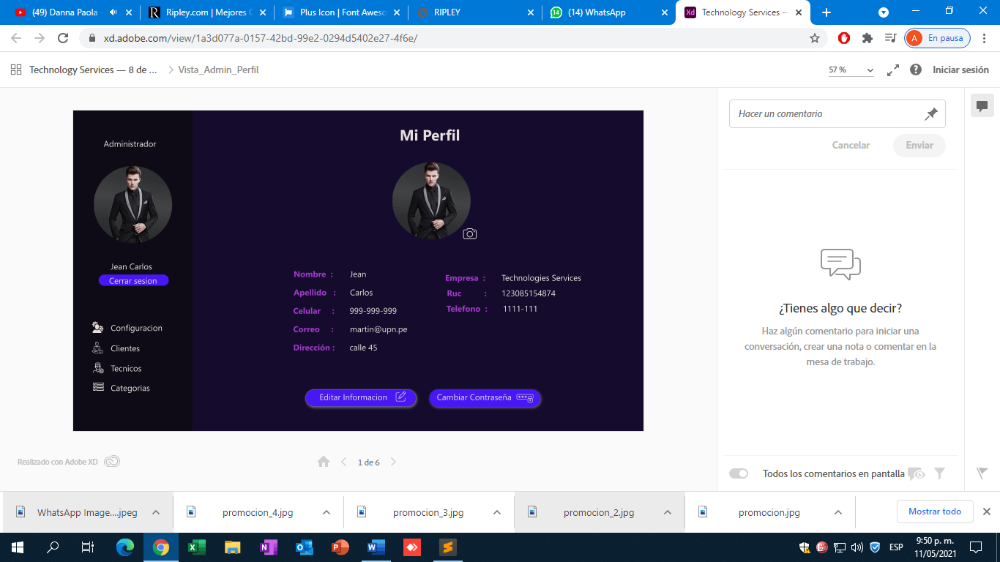 (49) Danna Paola -
Ripley.com | Mejores C
Plus Icon | Font Aweso
RIPLEY
14
(14) WhatsApp
Xd
Technology Services —
xd.adobe.com/view/1a3d077a-0157-42bd-99e2-0294d5402e27-4f6e/
A
En pausa
Technology Services — 8 de ...
Vista_Admin_Perfil
57 %
Iniciar sesión
Administrador
Jean Carlos
Cerrar sesion
Configuracion
Clientes
Tecnicos
Categorias
Mi Perfil
Nombre : Jean
Apellido : Carlos
Celular : 999-999-999
Correo : martin@upn.pe
Dirección : calle 45
Empresa : Technologies Services
Ruc : 123085154874
Telefono : 1111-111
Editar Informacion
Cambiar Contraseña
Hacer un comentario
Cancelar
Enviar
¿Tienes algo que decir?
Haz algún comentario para iniciar una
conversación, crear una nota o comentar en la
mesa de trabajo.
Realizado con Adobe XD
1 de 6
Todos los comentarios en pantalla
WhatsApp Image....jpeg
promocion_4.jpg
promocion_3.jpg
promocion_2.jpg
promocion.jpg
Mostrar todo
ESP
9:50 p. m.
11/05/2021